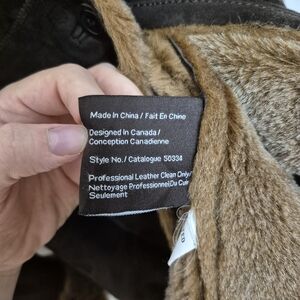 Made In China / Fait En Chine
Designed in Canada /
Conception Canadienne
Style No. / Catalogue 50334
Professional Leather Clean Only/
Nettoyage Professionnel Du Cuir
Seulement